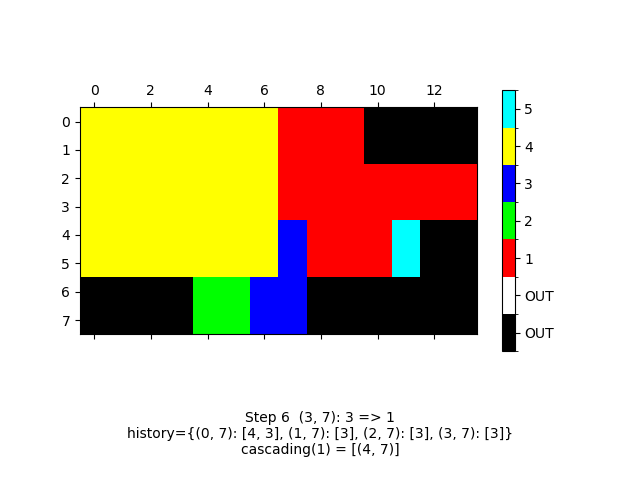 0 2 4 6 8 10 12
0
1
2
3
4
5
6
7
5
4
3
2
1
OUT
OUT
Step 6  (3, 7): 3 => 1
history={(0, 7): [4, 3], (1, 7): [3], (2, 7): [3], (3, 7): [3]}
cascading(1) = [(4, 7)]